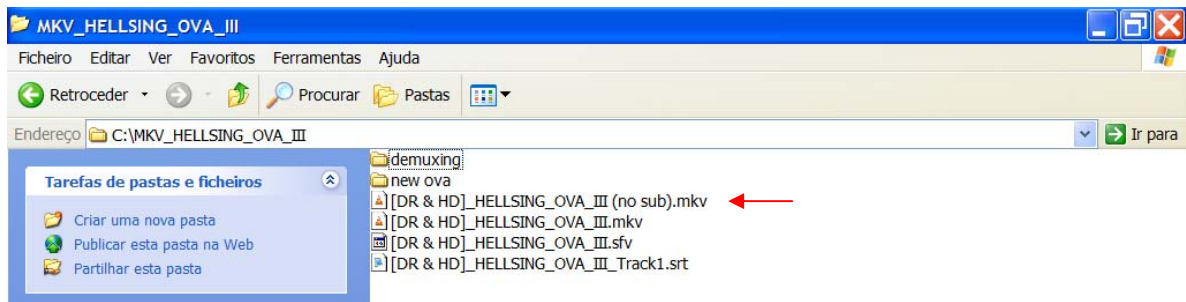 MKV_HELLSING_OVA_III
Ficheiro Editar Ver Favoritos Ferramentas Ajuda
Retroceder Procurar Pastas
Endereço C:\MKV_HELLSING_OVA_III Ir para
Tarefas de pastas e ficheiros
Criar uma nova pasta
Publicar esta pasta na Web
Partilhar esta pasta
demuxing
new ova
[DR & HD]_HELLSING_OVA_III (no sub).mkv
[DR & HD]_HELLSING_OVA_III.mkv
[DR & HD]_HELLSING_OVA_III.sfv
[DR & HD]_HELLSING_OVA_III_Track1.srt